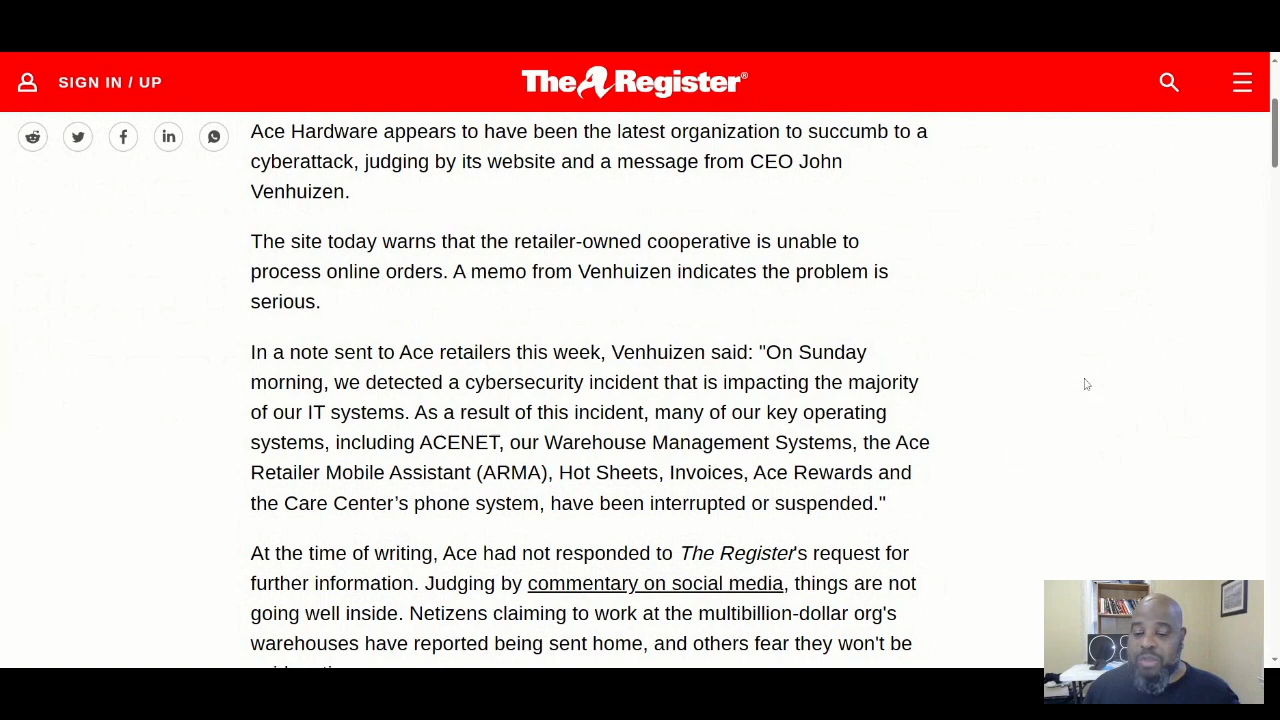 SIGN IN / UP
The Register®
Ace Hardware appears to have been the latest organization to succumb to a
cyberattack, judging by its website and a message from CEO John
Venhuizen.
The site today warns that the retailer-owned cooperative is unable to
process online orders. A memo from Venhuizen indicates the problem is
serious.
In a note sent to Ace retailers this week, Venhuizen said: "On Sunday
morning, we detected a cybersecurity incident that is impacting the majority
of our IT systems. As a result of this incident, many of our key operating
systems, including ACENET, our Warehouse Management Systems, the Ace
Retailer Mobile Assistant (ARMA), Hot Sheets, Invoices, Ace Rewards and
the Care Center’s phone system, have been interrupted or suspended."
At the time of writing, Ace had not responded to The Register's request for
further information. Judging by commentary on social media, things are not
going well inside. Netizens claiming to work at the multibillion-dollar org's
warehouses have reported being sent home, and others fear they won't be